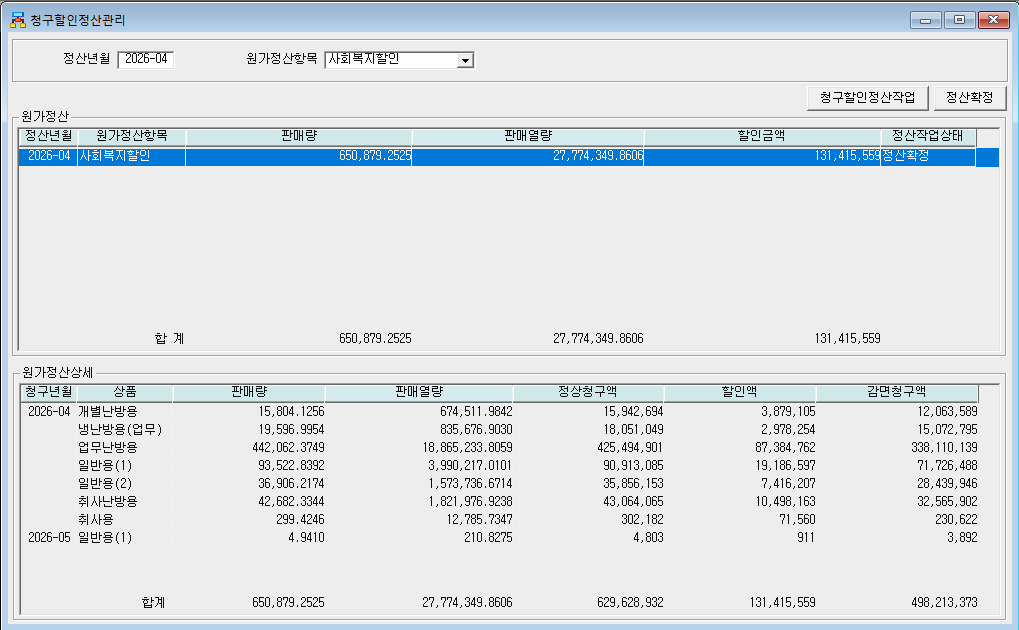 청구할인정산관리
정산년월 2026-04 원가정산항목 사회복지할인
청구할인정산작업 정산확정
원가정산
정산년월 원가정산항목 판매량 판매열량 할인금액 정산작업상태
2026-04 사회복지할인 650,879.2525 27,774,349.8606 131,415,559 정산확정
합 계 650,879.2525 27,774,349.8606 131,415,559
원가정산상세
청구년월 상품 판매량 판매열량 정상청구액 할인액 감면청구액
2026-04 개별난방용 15,804.1256 674,511.9842 15,942,694 3,879,105 12,063,589
냉난방용(업무) 19,596.9954 835,676.9030 18,051,049 2,978,254 15,072,795
업무난방용 442,062.3749 18,865,233.8059 425,494,901 87,384,762 338,110,139
일반용(1) 93,522.8392 3,990,217.0101 90,913,085 19,186,597 71,726,488
일반용(2) 36,906.2174 1,573,736.6714 35,856,153 7,416,207 28,439,946
취사난방용 42,682.3344 1,821,976.9238 43,064,065 10,498,163 32,565,902
취사용 299.4246 12,785.7347 302,182 71,560 230,622
2026-05 일반용(1) 4.9410 210.8275 4,803 911 3,892
합계 650,879.2525 27,774,349.8606 629,628,932 131,415,559 498,213,373